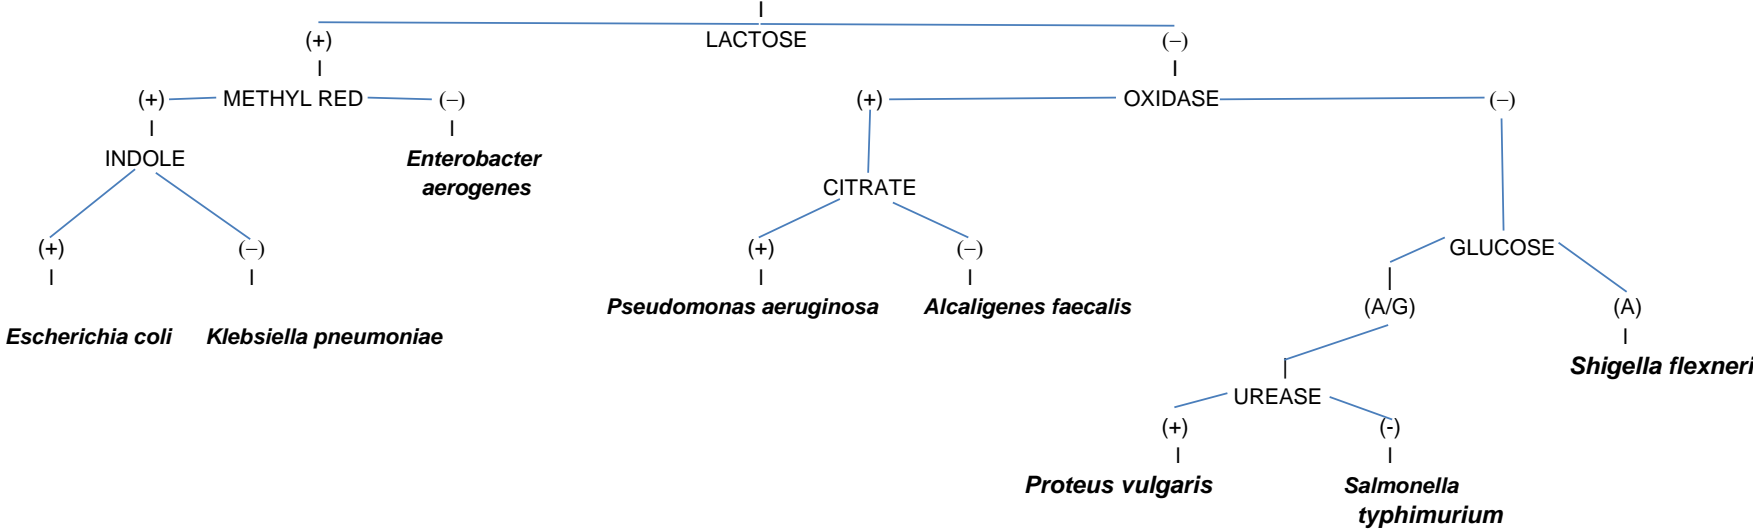 (+) LACTOSE (−)
(+) METHYL RED (−) (+) OXIDASE (−)
INDOLE Enterobacter
aerogenes
CITRATE
(+) (−) (+) (−) GLUCOSE
Pseudomonas aeruginosa Alcaligenes faecalis (A/G) (A)
Escherichia coli Klebsiella pneumoniae
Shigella flexneri
UREASE
(+) (-)
Proteus vulgaris Salmonella
typhimurium